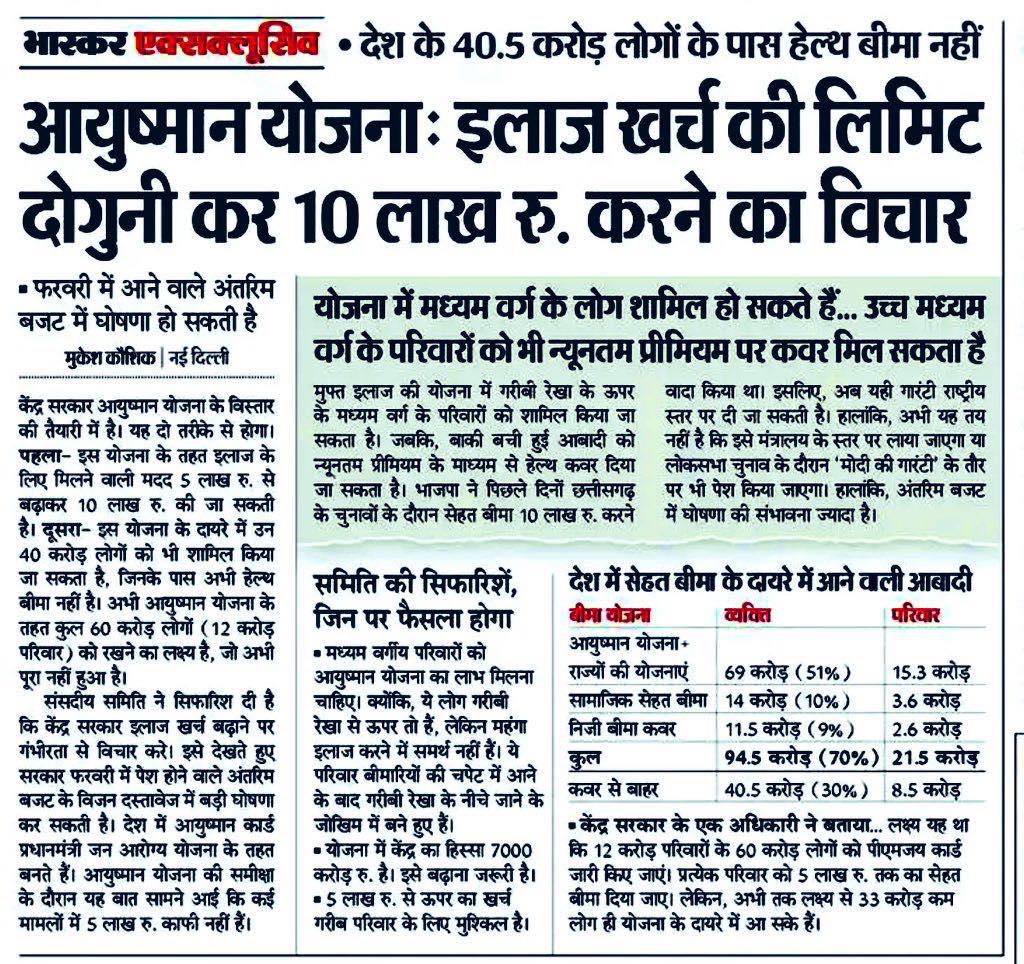 भास्कर एक्सक्लूसिव • देश के 40.5 करोड़ लोगों के पास हेल्थ बीमा नहीं
आयुष्मान योजना: इलाज खर्च की लिमिट
दोगुनी कर 10 लाख रु. करने का विचार
▪ फरवरी में आने वाले अंतरिम
बजट में घोषणा हो सकती है
मुकेश कौशिक | नई दिल्ली
केंद्र सरकार आयुष्मान योजना के विस्तार
की तैयारी में है। यह दो तरीके से होगा।
पहला- इस योजना के तहत इलाज के
लिए मिलने वाली मदद 5 लाख रु. से
बढ़ाकर 10 लाख रु. की जा सकती
है। दूसरा- इस योजना के दायरे में उन
40 करोड़ लोगों को भी शामिल किया
जा सकता है, जिनके पास अभी हेल्थ
बीमा नहीं है। अभी आयुष्मान योजना के
तहत कुल 60 करोड़ लोगों (12 करोड़
परिवार) को रखने का लक्ष्य है, जो अभी
पूरा नहीं हुआ है।
संसदीय समिति ने सिफारिश दी है
कि केंद्र सरकार इलाज खर्च बढ़ाने पर
गंभीरता से विचार करे। इसे देखते हुए
सरकार फरवरी में पेश होने वाले अंतरिम
बजट के विजन दस्तावेज में बड़ी घोषणा
कर सकती है। देश में आयुष्मान कार्ड
प्रधानमंत्री जन आरोग्य योजना के तहत
बनते हैं। आयुष्मान योजना की समीक्षा
के दौरान यह बात सामने आई कि कई
मामलों में 5 लाख रु. काफी नहीं हैं।
योजना में मध्यम वर्ग के लोग शामिल हो सकते हैं... उच्च मध्यम
वर्ग के परिवारों को भी न्यूनतम प्रीमियम पर कवर मिल सकता है
मुफ्त इलाज की योजना में गरीबी रेखा के ऊपर
के मध्यम वर्ग के परिवारों को शामिल किया जा
सकता है। जबकि, बाकी बची हुई आबादी को
न्यूनतम प्रीमियम के माध्यम से हेल्थ कवर दिया
जा सकता है। भाजपा ने पिछले दिनों छत्तीसगढ़
के चुनावों के दौरान सेहत बीमा 10 लाख रु. करने
वादा किया था। इसलिए, अब यही गारंटी राष्ट्रीय
स्तर पर दी जा सकती है। हालांकि, अभी यह तय
नहीं है कि इसे मंत्रालय के स्तर पर लाया जाएगा या
लोकसभा चुनाव के दौरान 'मोदी की गारंटी' के तौर
पर भी पेश किया जाएगा। हालांकि, अंतरिम बजट
में घोषणा की संभावना ज्यादा है।
समिति की सिफारिशें,
जिन पर फैसला होगा
▪ मध्यम वर्गीय परिवारों को
आयुष्मान योजना का लाभ मिलना
चाहिए। क्योंकि, ये लोग गरीबी
रेखा से ऊपर तो हैं, लेकिन महंगा
इलाज करने में समर्थ नहीं हैं। ये
परिवार बीमारियों की चपेट में आने
के बाद गरीबी रेखा के नीचे जाने के
जोखिम में बने हुए हैं।
▪ योजना में केंद्र का हिस्सा 7000
करोड़ रु. है। इसे बढ़ाना जरूरी है।
▪ 5 लाख रु. से ऊपर का खर्च
गरीब परिवार के लिए मुश्किल है।
देश में सेहत बीमा के दायरे में आने वाली आबादी
बीमा योजना व्यक्ति परिवार
आयुष्मान योजना+
राज्यों की योजनाएं 69 करोड़ (51%) 15.3 करोड़
सामाजिक सेहत बीमा 14 करोड़ (10%) 3.6 करोड़
निजी बीमा कवर 11.5 करोड़ (9%) 2.6 करोड़
कुल 94.5 करोड़ (70%) 21.5 करोड़
कवर से बाहर 40.5 करोड़ (30%) 8.5 करोड़
▪ केंद्र सरकार के एक अधिकारी ने बताया... लक्ष्य यह था
कि 12 करोड़ परिवारों के 60 करोड़ लोगों को पीएमजय कार्ड
जारी किए जाएं। प्रत्येक परिवार को 5 लाख रु. तक का सेहत
बीमा दिया जाए। लेकिन, अभी तक लक्ष्य से 33 करोड़ कम
लोग ही योजना के दायरे में आ सके हैं।